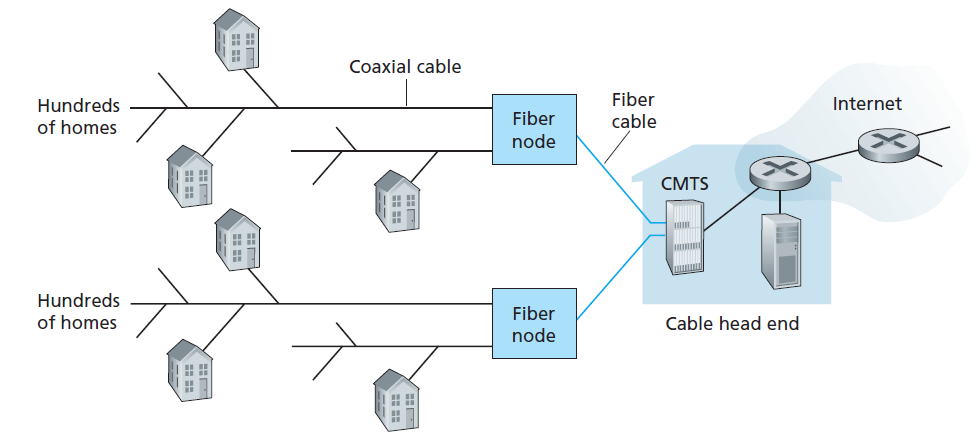 Coaxial cable
Hundreds
of homes
Fiber
node
Fiber
cable
Internet
CMTS
Hundreds
of homes
Fiber
node
Cable head end